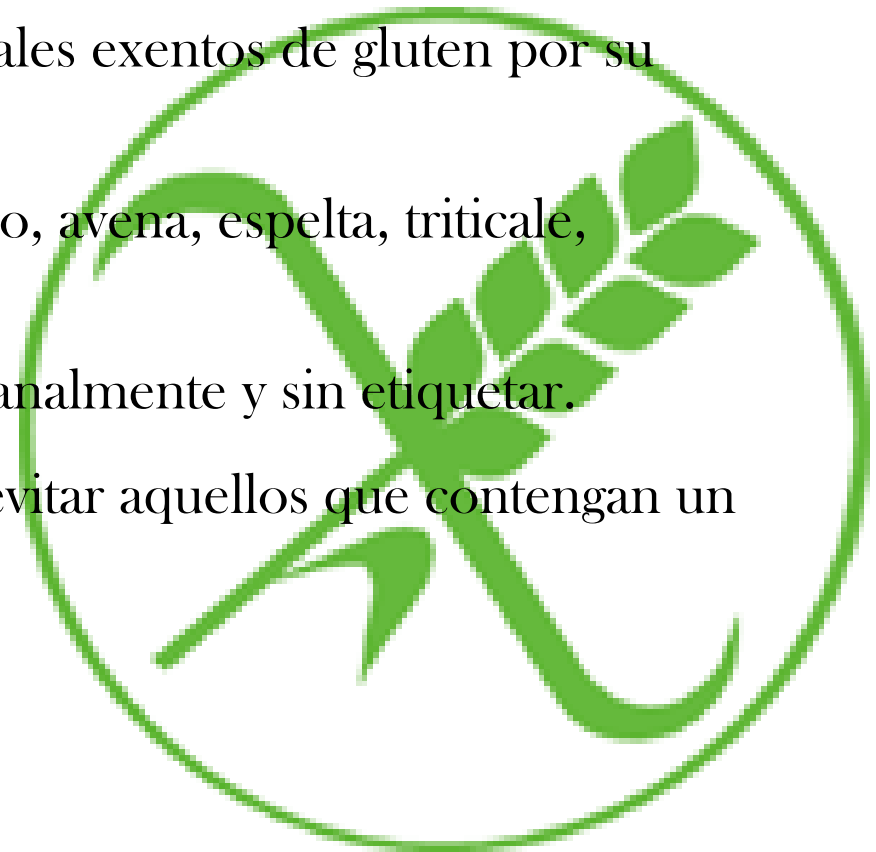 ales exentos de gluten por su
o, avena, espelta, triticale,
analmente y sin etiquetar.
evitar aquellos que contengan un